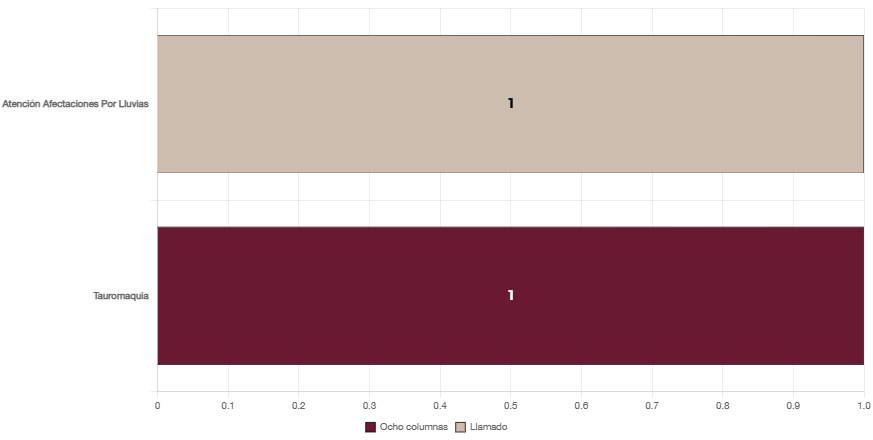 Atención Afectaciones Por Lluvias
1
Tauromaquia
1
0 0.1 0.2 0.3 0.4 0.5 0.6 0.7 0.8 0.9 1.0
Ocho columnas Llamado